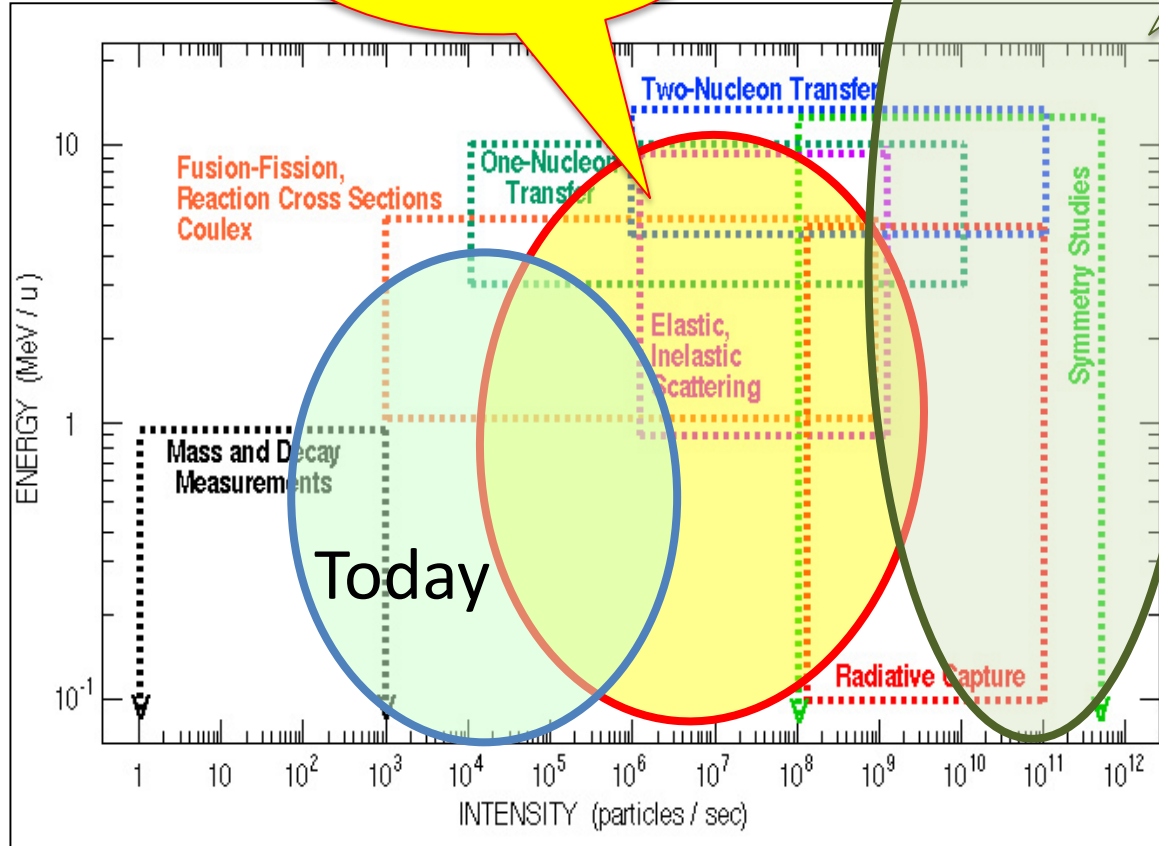 Two-Nucleon Transfer
10
Fusion-Fission,
Reaction Cross Sections
Coulex
One-Nucleon
Transfer
Symmetry Studies
Elastic,
Inelastic
Scattering
ENERGY (MeV / u)
1
Mass and Decay
Measurements
Today
Radiative Capture
10⁻¹
1 10 10² 10³ 10⁴ 10⁵ 10⁶ 10⁷ 10⁸ 10⁹ 10¹⁰ 10¹¹ 10¹²
INTENSITY (particles / sec)